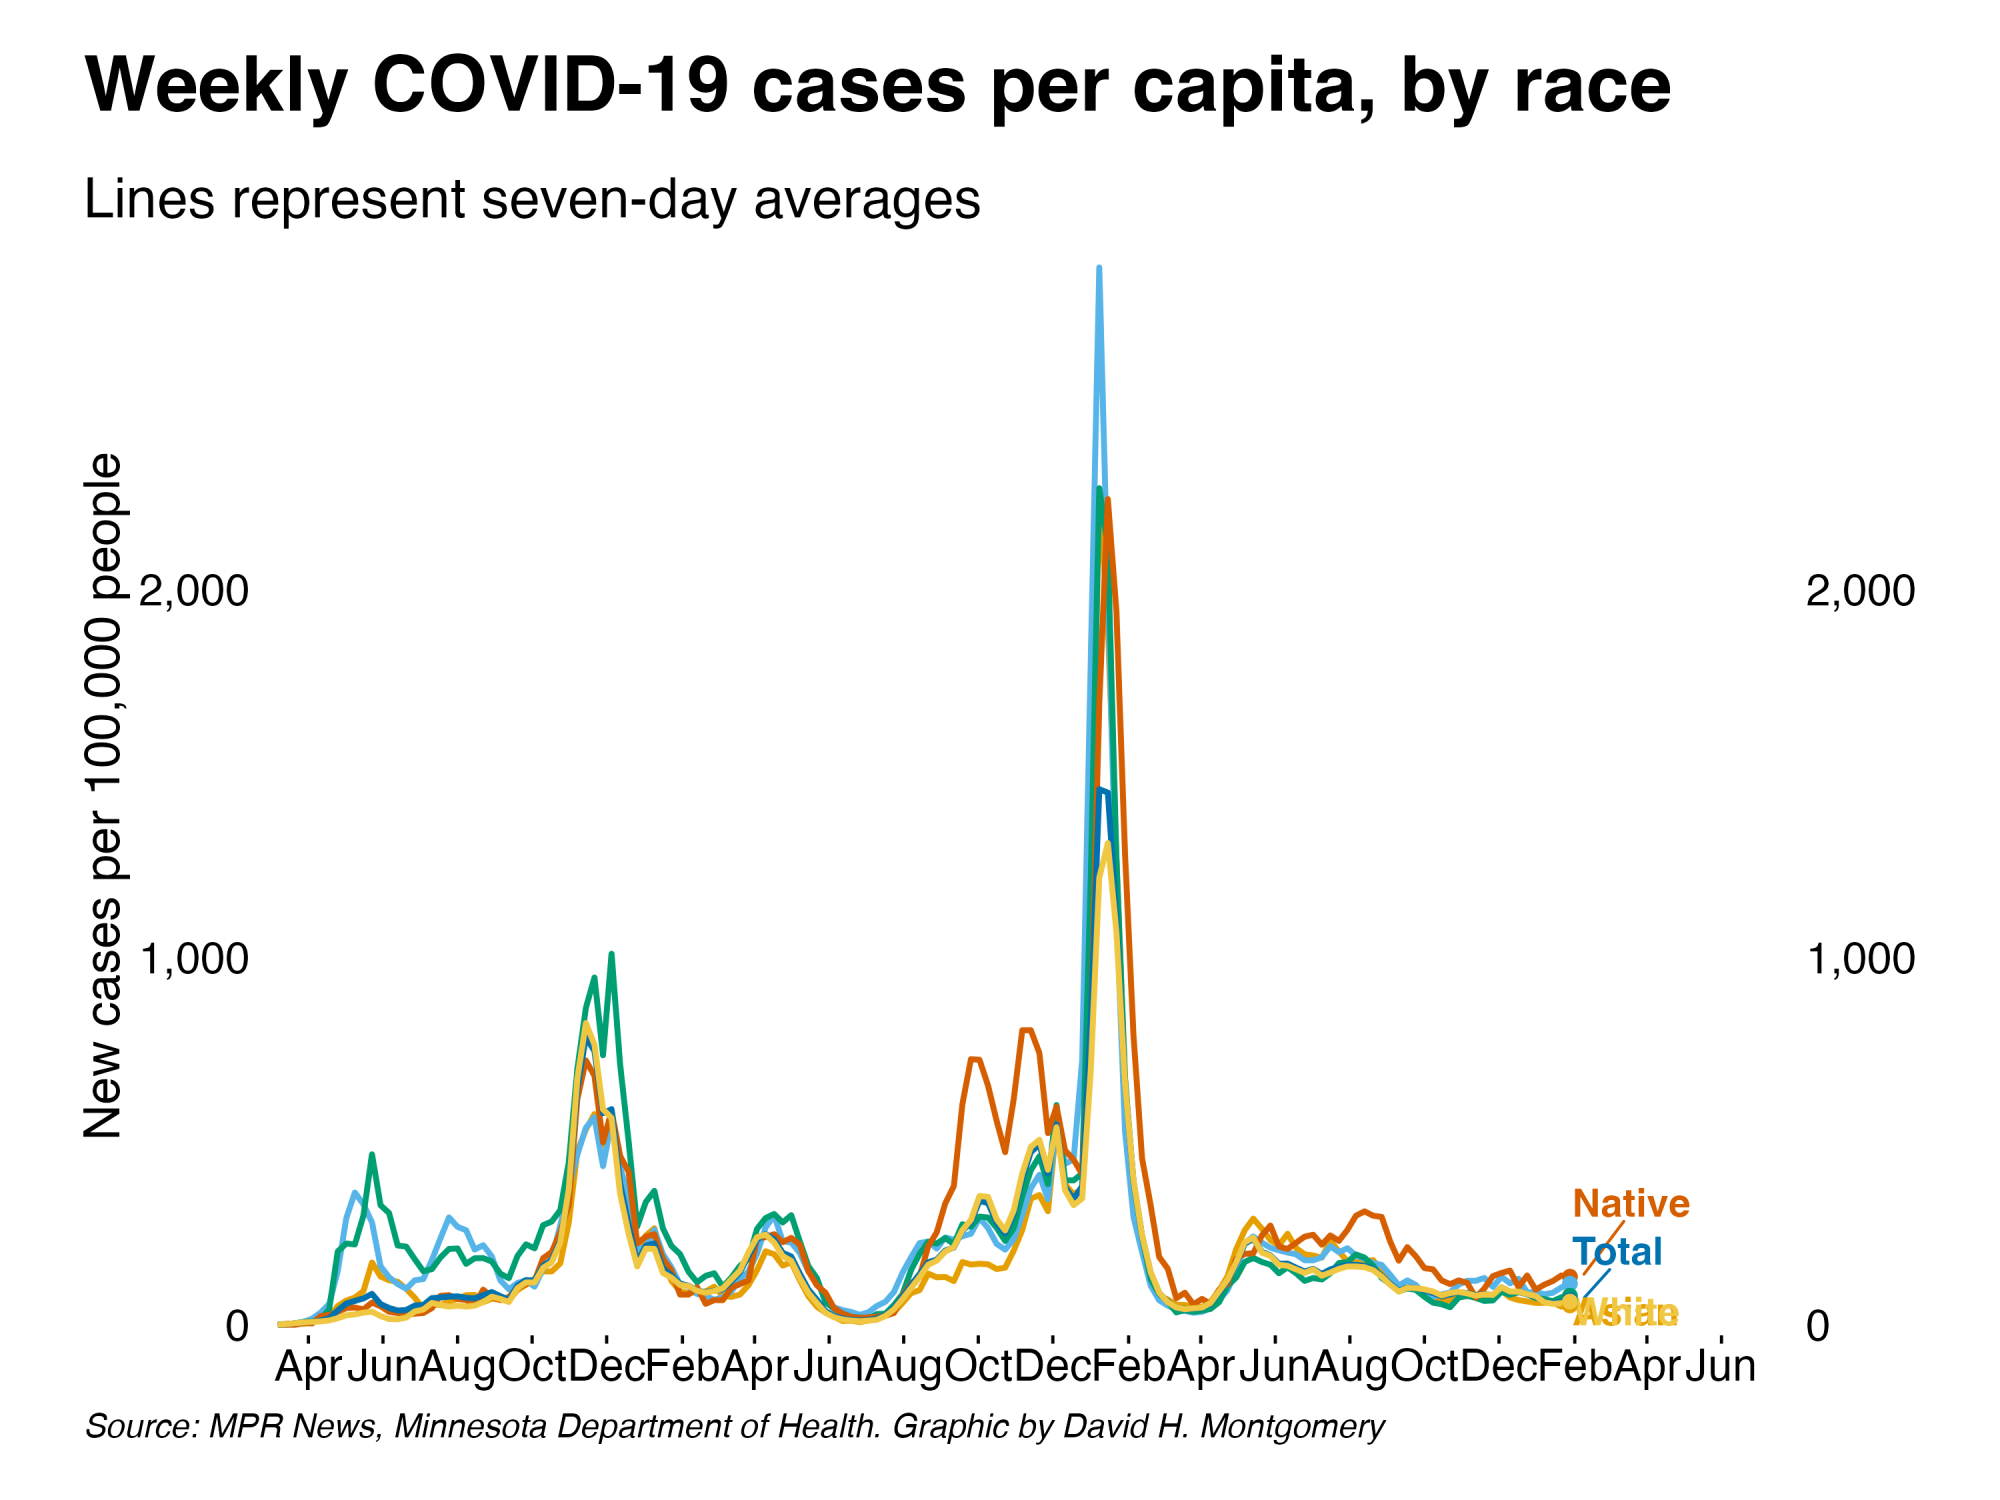 Weekly COVID-19 cases per capita, by race
Lines represent seven-day averages
New cases per 100,000 people
2,000
2,000
1,000
1,000
Native
Total
White
0
0
Apr Jun Aug Oct Dec Feb Apr Jun Aug Oct Dec Feb Apr Jun Aug Oct Dec Feb Apr Jun
Source: MPR News, Minnesota Department of Health. Graphic by David H. Montgomery